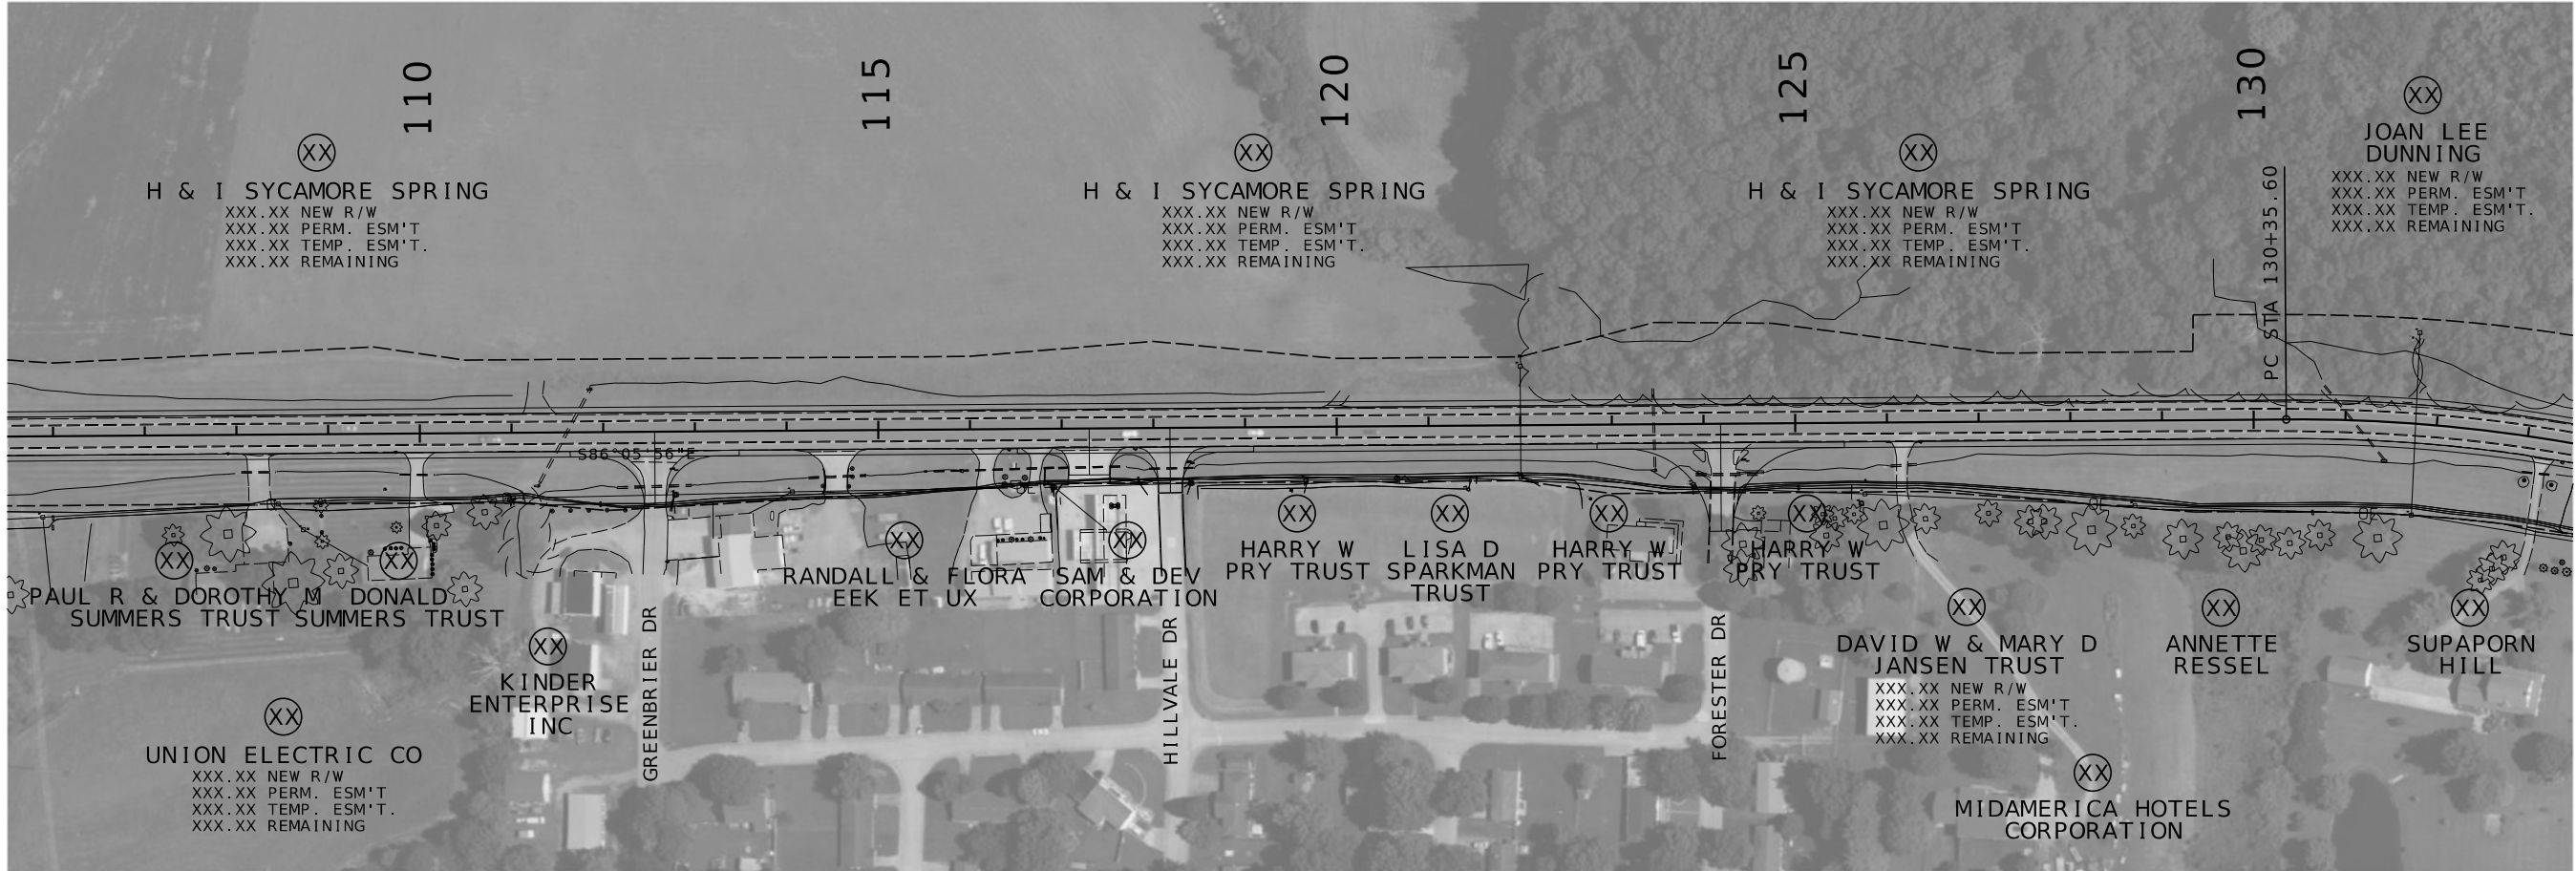 110
115
120
125
130
XX
H & I SYCAMORE SPRING
XXX.XX NEW R/W
XXX.XX PERM. ESM'T
XXX.XX TEMP. ESM'T.
XXX.XX REMAINING
XX
H & I SYCAMORE SPRING
XXX.XX NEW R/W
XXX.XX PERM. ESM'T
XXX.XX TEMP. ESM'T.
XXX.XX REMAINING
XX
H & I SYCAMORE SPRING
XXX.XX NEW R/W
XXX.XX PERM. ESM'T
XXX.XX TEMP. ESM'T.
XXX.XX REMAINING
PC STA 130+35.60
XX
JOAN LEE
DUNNING
XXX.XX NEW R/W
XXX.XX PERM. ESM'T
XXX.XX TEMP. ESM'T.
XXX.XX REMAINING
S86°05'56"E
XX
PAUL R & DOROTHY M
SUMMERS TRUST
XX
DONALD
SUMMERS TRUST
XX
KINDER
ENTERPRISE
INC
XX
UNION ELECTRIC CO
XXX.XX NEW R/W
XXX.XX PERM. ESM'T
XXX.XX TEMP. ESM'T.
XXX.XX REMAINING
GREENBRIER DR
XX
RANDALL & FLORA
EEK ET UX
XX
SAM & DEV
CORPORATION
HILLVALE DR
XX
HARRY W
PRY TRUST
XX
LISA D
SPARKMAN
TRUST
XX
HARRY W
PRY TRUST
FORESTER DR
XX
HARRY W
PRY TRUST
XX
DAVID W & MARY D
JANSEN TRUST
XXX.XX NEW R/W
XXX.XX PERM. ESM'T
XXX.XX TEMP. ESM'T.
XXX.XX REMAINING
XX
MIDAMERICA HOTELS
CORPORATION
XX
ANNETTE
RESSEL
XX
SUPAPORN
HILL